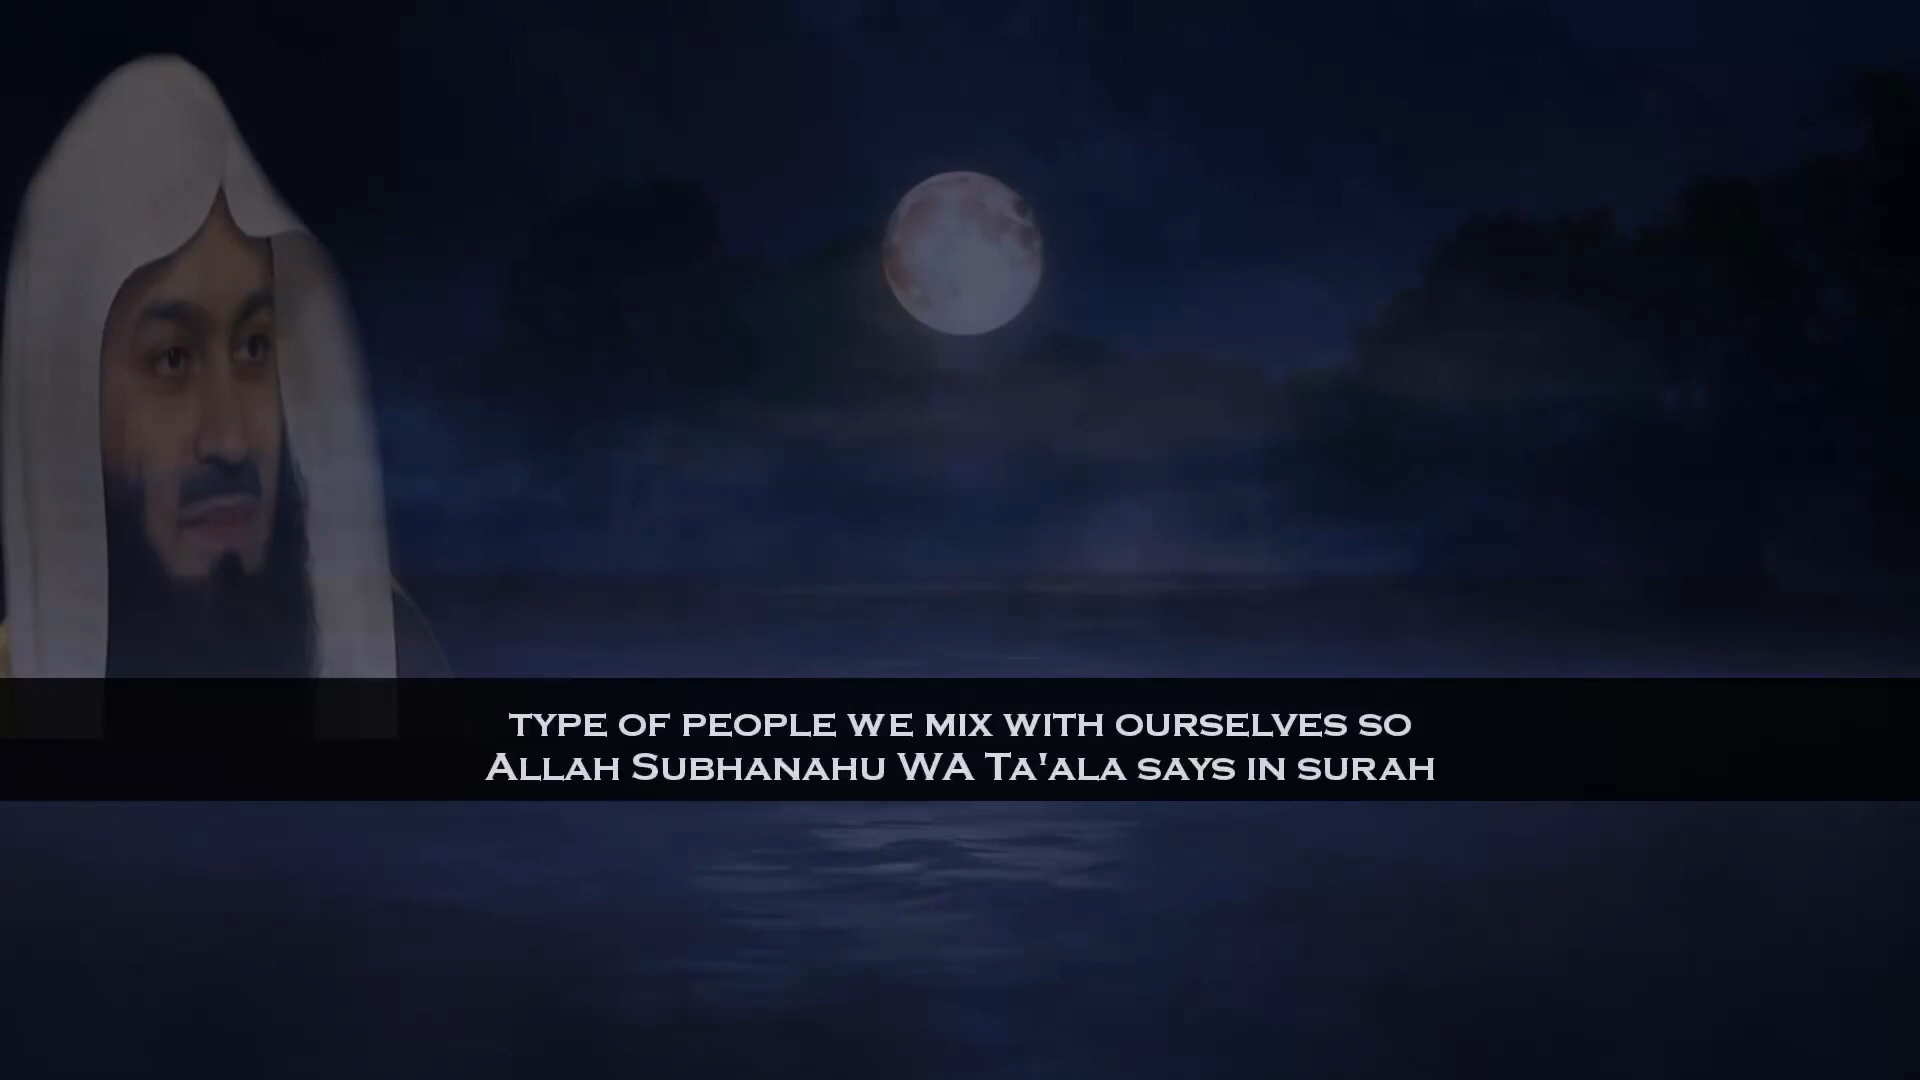 TYPE OF PEOPLE WE MIX WITH OURSELVES SO
ALLAH SUBHANAHU WA TA'ALA SAYS IN SURAH